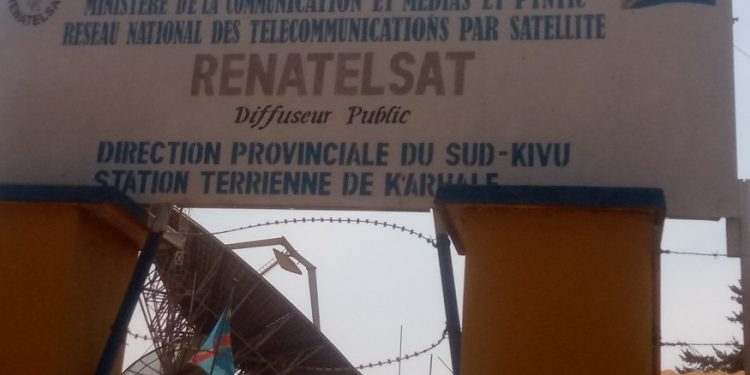 RENATELSAT
MINISTERE DE LA COMMUNICATION ET MEDIAS ET PTNTIC
RESEAU NATIONAL DES TELECOMMUNICATIONS PAR SATELLITE
RENATELSAT
Diffuseur Public
DIRECTION PROVINCIALE DU SUD-KIVU
STATION TERRIENNE DE